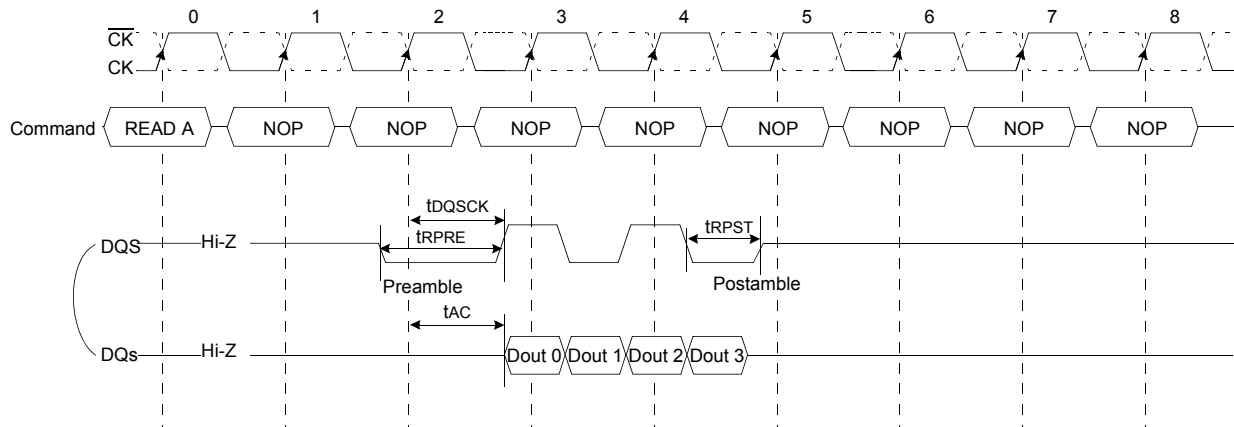 0 1 2 3 4 5 6 7 8
CK
CK
Command READ A NOP NOP NOP NOP NOP NOP NOP NOP
tDQSCK
tRPRE
tRPST
DQS Hi-Z
Preamble
Postamble
tAC
DQs Hi-Z Dout 0 Dout 1 Dout 2 Dout 3